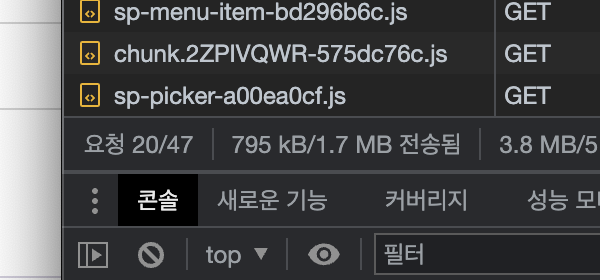 sp-menu-item-bd296b6c.js GET
chunk.2ZPIVQWR-575dc76c.js GET
sp-picker-a00ea0cf.js GET
요청 20/47 795 kB/1.7 MB 전송됨 3.8 MB/5
콘솔 새로운 기능 커버리지 성능
top 필터